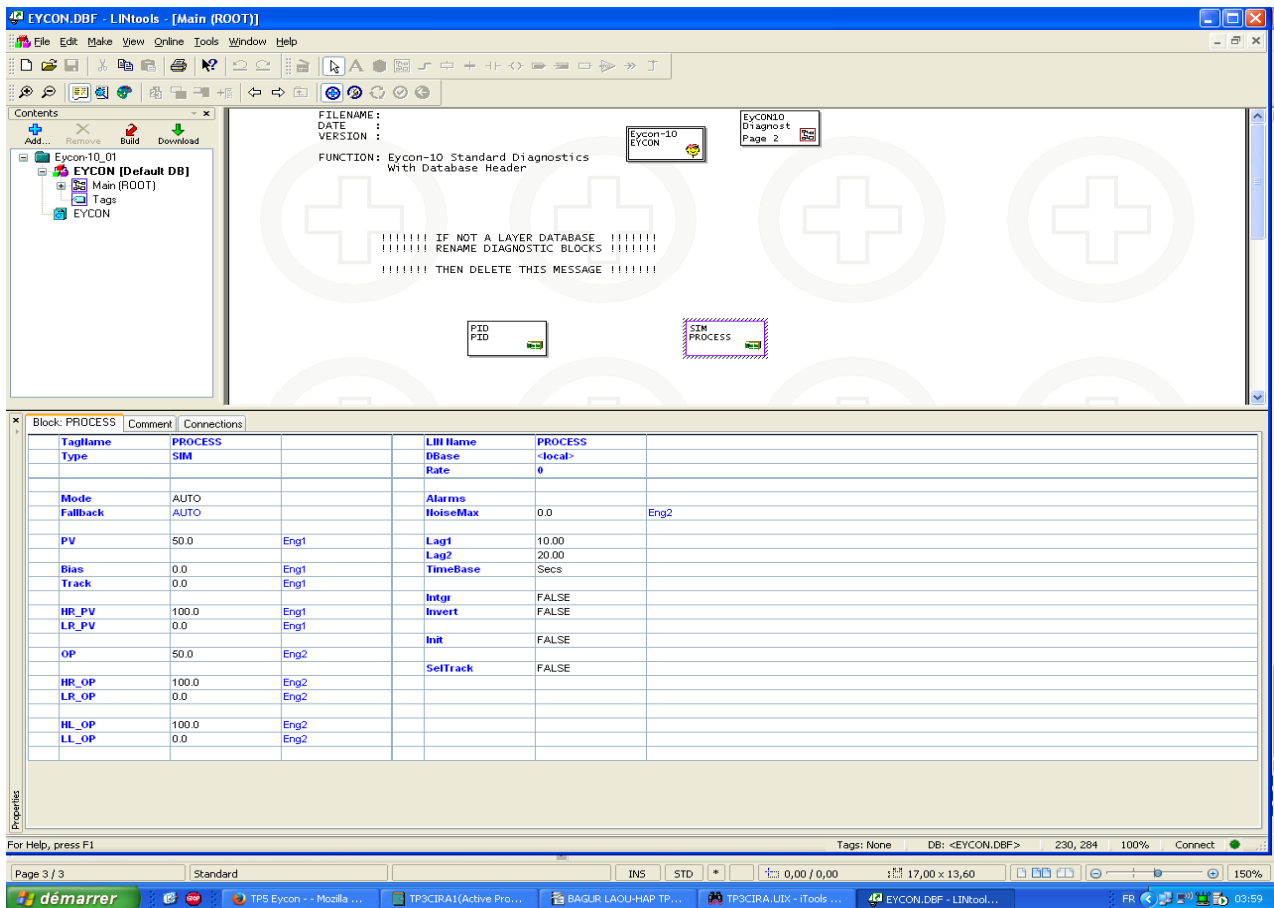 EYCON.DBF - LINtools - [Main (ROOT)]
File Edit Make View Online Tools Window Help
Contents
Add... Remove Build Download
Eycon-10_01
EYCON [Default DB]
Main (ROOT)
Tags
EYCON
FILENAME:
DATE :
VERSION :
FUNCTION: Eycon-10 Standard Diagnostics
With Database Header
Eycon-10
EYCON
EyCON10
Diagnost
Page 2
!!!!!!! IF NOT A LAYER DATABASE !!!!!!!
!!!!!!! RENAME DIAGNOSTIC BLOCKS !!!!!!!
!!!!!!! THEN DELETE THIS MESSAGE !!!!!!!
PID
PID
SIM
PROCESS
Block: PROCESS Comment Connections
TagName PROCESS LIN Name PROCESS
Type SIM DBase <local>
Rate 0
Mode AUTO Alarms
Fallback AUTO NoiseMax 0.0 Eng2
PV 50.0 Eng1 Lag1 10.00
Lag2 20.00
Bias 0.0 Eng1 TimeBase Secs
Track 0.0 Eng1
Intgr FALSE
HR_PV 100.0 Eng1 Invert FALSE
LR_PV 0.0 Eng1
Init FALSE
OP 50.0 Eng2
SelTrack FALSE
HR_OP 100.0 Eng2
LR_OP 0.0 Eng2
HL_OP 100.0 Eng2
LL_OP 0.0 Eng2
Properties
For Help, press F1 Tags: None DB: <EYCON.DBF> 230, 284 100% Connect
Page 3 / 3 Standard INS STD * 0,00 / 0,00 17,00 x 13,60 150%
démarrer TP5 Eycon - - Mozilla ... TP3CIRA1(Active Pro... BAGUR LAOU-HAP TP... TP3CIRA.UIX - iTools ... EYCON.DBF - LINtool... FR 03:59